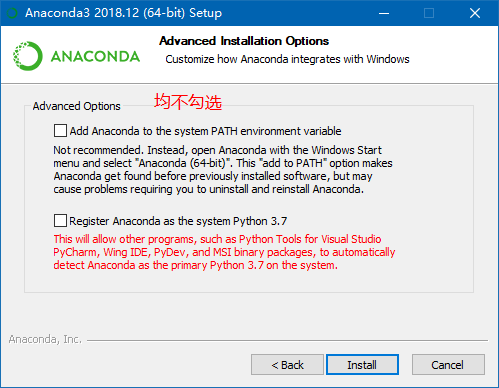 Anaconda3 2018.12 (64-bit) Setup
ANACONDA
Advanced Installation Options
Customize how Anaconda integrates with Windows
Advanced Options
均不勾选
Add Anaconda to the system PATH environment variable
Not recommended. Instead, open Anaconda with the Windows Start
menu and select "Anaconda (64-bit)". This "add to PATH" option makes
Anaconda get found before previously installed software, but may
cause problems requiring you to uninstall and reinstall Anaconda.
Register Anaconda as the system Python 3.7
This will allow other programs, such as Python Tools for Visual Studio
PyCharm, Wing IDE, PyDev, and MSI binary packages, to automatically
detect Anaconda as the primary Python 3.7 on the system.
Anaconda, Inc.
< Back
Install
Cancel